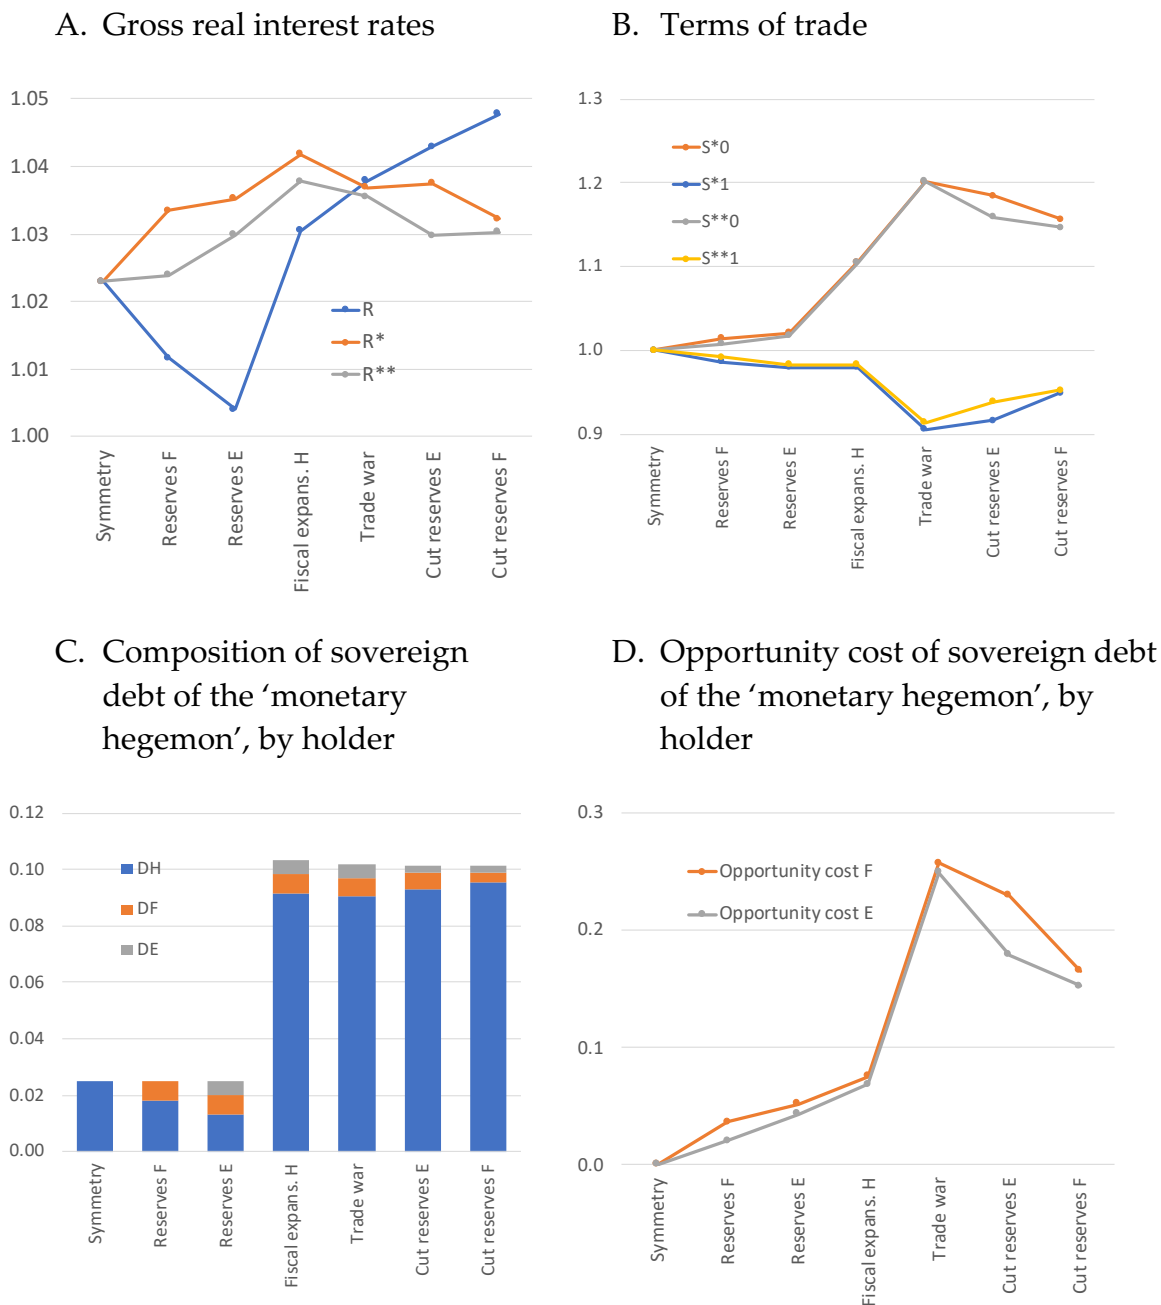 A. Gross real interest rates
1.05
1.04
1.03
1.02
1.01
1.00
R
R*
R**
Symmetry
Reserves F
Reserves E
Fiscal expans. H
Trade war
Cut reserves E
Cut reserves F
B. Terms of trade
1.3
1.2
1.1
1.0
0.9
S*0
S*1
S**0
S**1
Symmetry
Reserves F
Reserves E
Fiscal expans. H
Trade war
Cut reserves E
Cut reserves F
C. Composition of sovereign
debt of the ‘monetary
hegemon’, by holder
0.12
0.10
0.08
0.06
0.04
0.02
0.00
DH
DF
DE
Symmetry
Reserves F
Reserves E
Fiscal expans. H
Trade war
Cut reserves E
Cut reserves F
D. Opportunity cost of sovereign debt
of the ‘monetary hegemon’, by
holder
0.3
0.2
0.1
0.0
Opportunity cost F
Opportunity cost E
Symmetry
Reserves F
Reserves E
Fiscal expans. H
Trade war
Cut reserves E
Cut reserves F